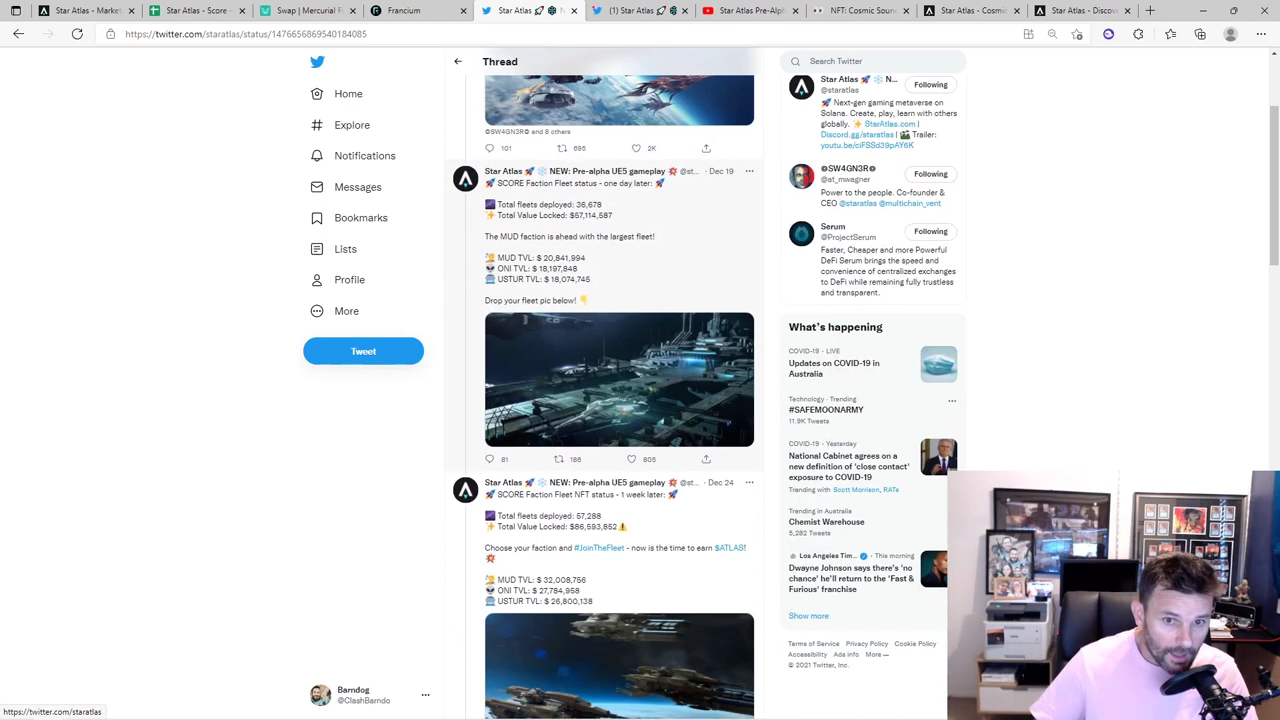 Star Atlas - Market
Star Atlas - Score -
Swap | Mercurial F
Francium
Star Atlas 🚀 ❄️ N
(1) Star Atlas 🚀
Star Atlas Pre-Alph
NFT: Cosmic Soun
Star Atlas - Cosmic
Star Atlas - Discov
https://twitter.com/staratlas/status/1476656869540184085
Home
Explore
Notifications
Messages
Bookmarks
Lists
Profile
More
Tweet
Barndog
@ClashBarndo
https://twitter.com/staratlas
Thread
©SW4GN3R© and 8 others
101 695 2K
Star Atlas 🚀 ❄️ NEW: Pre-alpha UE5 gameplay 💥 @st... · Dec 19
🚀 SCORE Faction Fleet status - one day later: 🚀
Total fleets deployed: 36,678
✨ Total Value Locked: $57,114,587
The MUD faction is ahead with the largest fleet!
MUD TVL: $ 20,841,994
👽 ONI TVL: $ 18,197,848
USTUR TVL: $ 18,074,745
Drop your fleet pic below! 👇
81 186 805
Star Atlas 🚀 ❄️ NEW: Pre-alpha UE5 gameplay 💥 @st... · Dec 24
🚀 SCORE Faction Fleet NFT status - 1 week later: 🚀
Total fleets deployed: 57,288
✨ Total Value Locked: $86,593,852⚠️
Choose your faction and #JoinTheFleet - now is the time to earn $ATLAS!
💥
MUD TVL: $ 32,008,756
👽 ONI TVL: $ 27,784,958
USTUR TVL: $ 26,800,138
Search Twitter
Star Atlas 🚀 ❄️ N...
@staratlas
Following
🚀 Next-gen gaming metaverse on
Solana. Create, play, learn with others
globally. ✨ StarAtlas.com |
Discord.gg/staratlas | 🎬 Trailer:
youtu.be/ciFSSd39pAY6K
©SW4GN3R©
@at_mwagner
Following
Power to the people. Co-founder &
CEO @staratlas @multichain_vent
Serum
@ProjectSerum
Following
Faster, Cheaper and more Powerful
DeFi Serum brings the speed and
convenience of centralized exchanges
to DeFi while remaining fully trustless
and transparent.
What's happening
COVID-19 · LIVE
Updates on COVID-19 in
Australia
Technology · Trending
#SAFEMOONARMY
11.9K Tweets
COVID-19 · Yesterday
National Cabinet agrees on a
new definition of 'close contact'
exposure to COVID-19
Trending with Scott Morrison, RATs
Trending in Australia
Chemist Warehouse
5,282 Tweets
Los Angeles Tim... · This morning
Dwayne Johnson says there's 'no
chance' he'll return to the 'Fast &
Furious' franchise
Show more
Terms of Service Privacy Policy Cookie Policy
Accessibility Ads info More
© 2021 Twitter, Inc.